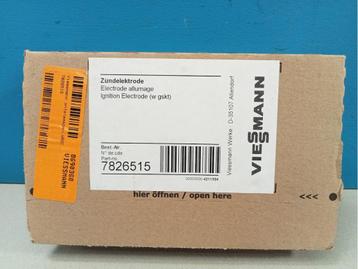 Zündelektrode
Electrode allumage
Ignition Electrode (w gskt)
Best.-Nr.
N° de cde
Part-no.
7826515
VIESMANN
Viessmann Werke · D-35107 Allendorf
VIESSMANN
hier öffnen / open here